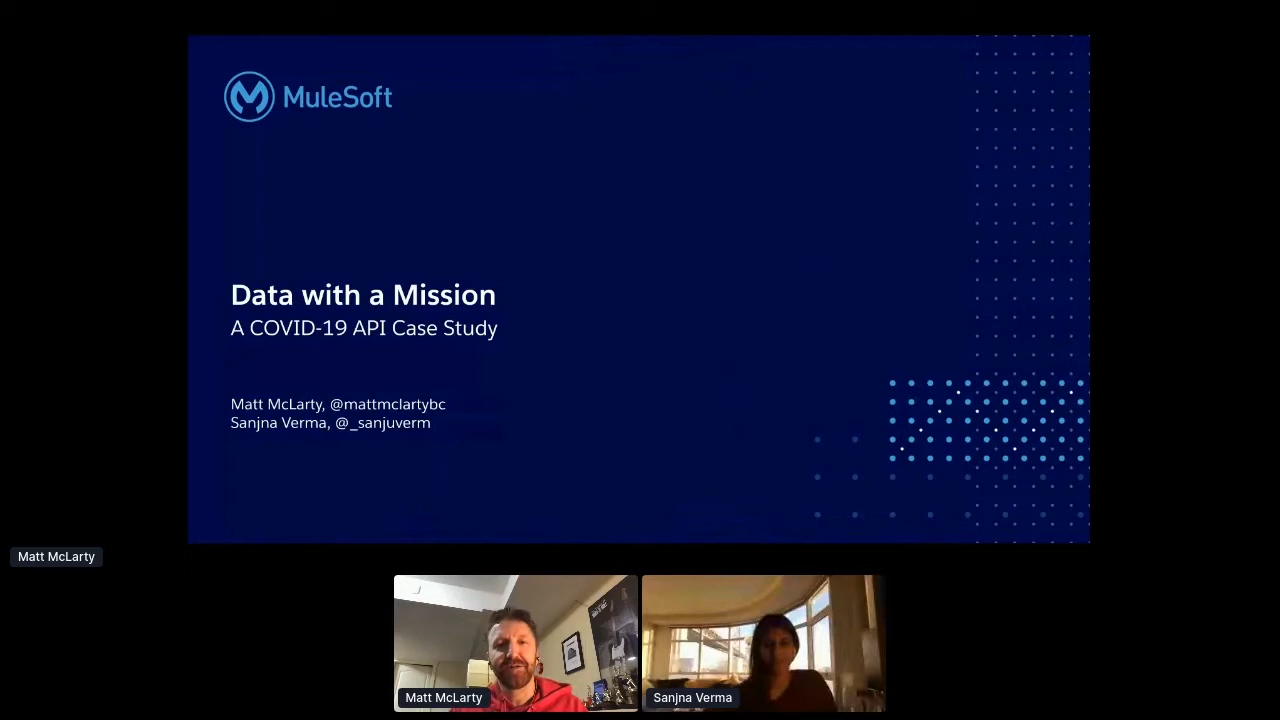 MuleSoft
Data with a Mission
A COVID-19 API Case Study
Matt McLarty, @mattmclartybc
Sanjna Verma, @_sanjuverm
Matt McLarty
Matt McLarty
Sanjna Verma